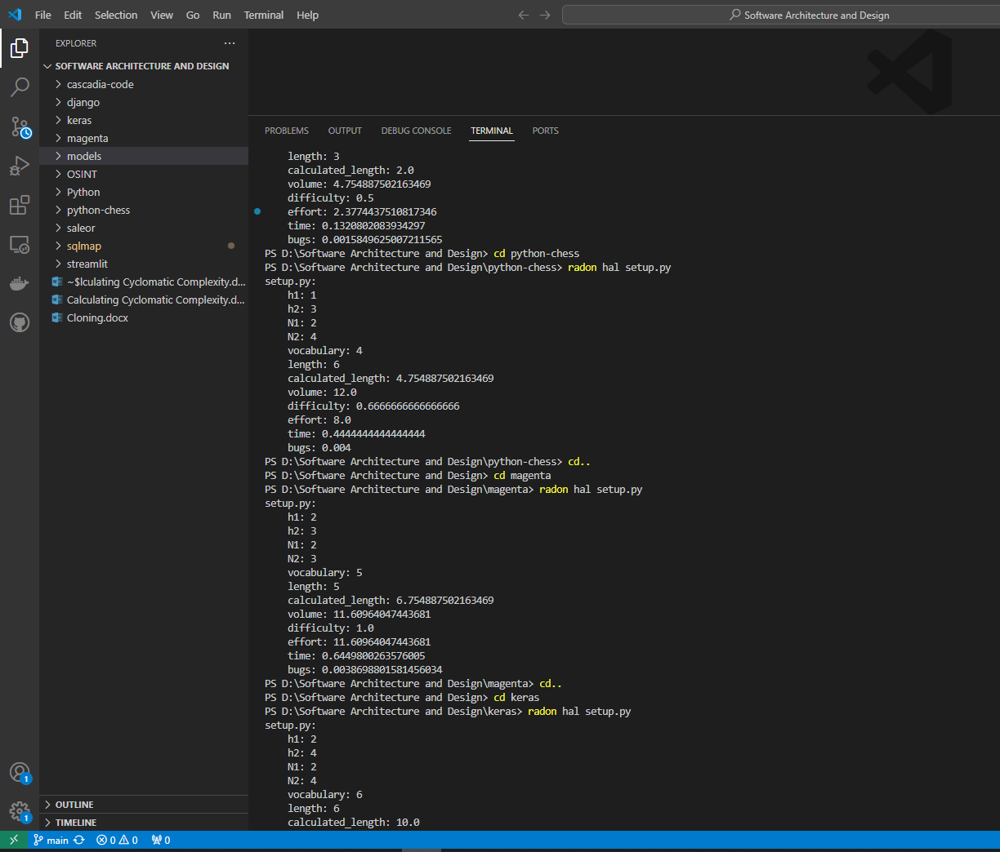 File Edit Selection View Go Run Terminal Help
Software Architecture and Design
EXPLORER
SOFTWARE ARCHITECTURE AND DESIGN
cascadia-code
django
keras
magenta
models
OSINT
Python
python-chess
saleor
sqlmap
streamlit
~$lculating Cyclomatic Complexity.d...
Calculating Cyclomatic Complexity.d...
Cloning.docx
1
1
OUTLINE
TIMELINE
PROBLEMS OUTPUT DEBUG CONSOLE TERMINAL PORTS
length: 3
calculated_length: 2.0
volume: 4.754887502163469
difficulty: 0.5
effort: 2.3774437510817346
time: 0.1320802083934297
bugs: 0.0015849625007211565
PS D:\Software Architecture and Design> cd python-chess
PS D:\Software Architecture and Design\python-chess> radon hal setup.py
setup.py:
h1: 1
h2: 3
N1: 2
N2: 4
vocabulary: 4
length: 6
calculated_length: 4.754887502163469
volume: 12.0
difficulty: 0.6666666666666666
effort: 8.0
time: 0.4444444444444444
bugs: 0.004
PS D:\Software Architecture and Design\python-chess> cd..
PS D:\Software Architecture and Design> cd magenta
PS D:\Software Architecture and Design\magenta> radon hal setup.py
setup.py:
h1: 2
h2: 3
N1: 2
N2: 3
vocabulary: 5
length: 5
calculated_length: 6.754887502163469
volume: 11.60964047443681
difficulty: 1.0
effort: 11.60964047443681
time: 0.6449800263576005
bugs: 0.0038698801581456034
PS D:\Software Architecture and Design\magenta> cd..
PS D:\Software Architecture and Design> cd keras
PS D:\Software Architecture and Design\keras> radon hal setup.py
setup.py:
h1: 2
h2: 4
N1: 2
N2: 4
vocabulary: 6
length: 6
calculated_length: 10.0
main 0 0 0